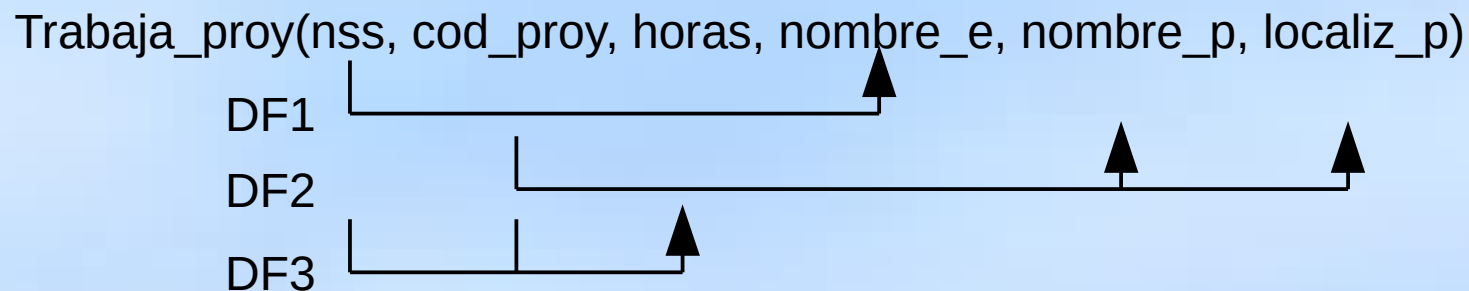 Trabaja_proy(nss, cod_proy, horas, nombre_e, nombre_p, localiz_p)
DF1
DF2
DF3